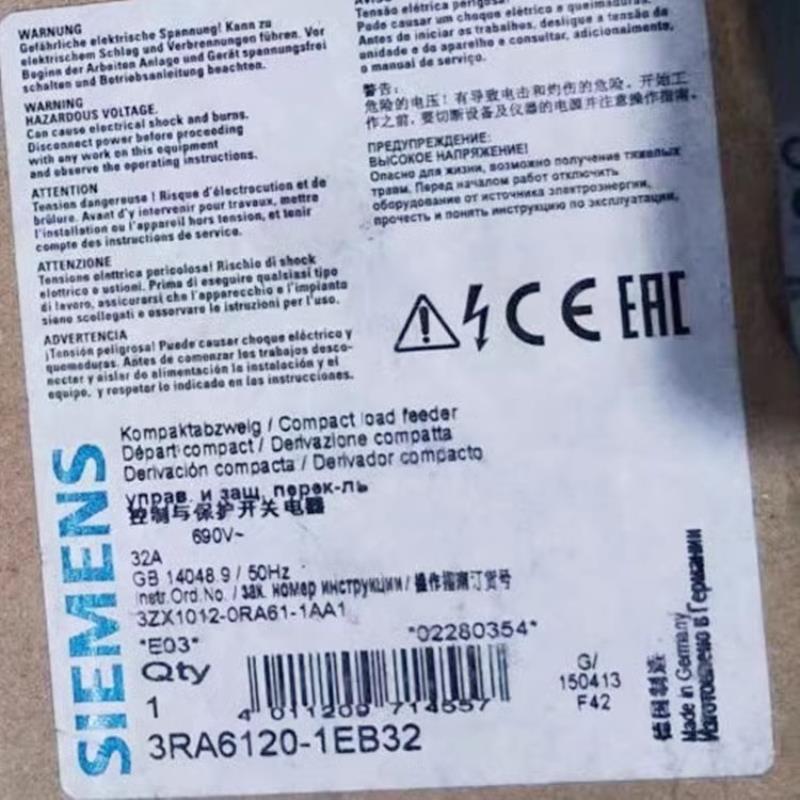 WARNUNG
Gefährliche elektrische Spannung! Kann zu
elektrischem Schlag und Verbrennungen führen. Vor
Beginn der Arbeiten Anlage und Gerät spannungsfrei
schalten und Betriebsanleitung beachten.
WARNING
HAZARDOUS VOLTAGE.
Can cause electrical shock and burns.
Disconnect power before proceeding
with any work on this equipment
and observe the operating instructions.
ATTENTION
Tension dangereuse ! Risque d'électrocution et de
brûlure. Avant d'y intervenir pour travaux, mettre
l'installation ou l'appareil hors tension, et tenir
compte des instructions de service.
ATTENZIONE
Tensione elettrica pericolosa! Rischio di shock
elettrico e ustioni. Prima di eseguire qualsiasi tipo
di lavoro, assicurarsi che l'apparecchio e l'impianto
siano scollegati e osservare le istruzioni per l'uso.
ADVERTENCIA
¡Tensión peligrosa! Puede causar choque eléctrico y
quemaduras. Antes de comenzar los trabajos desco-
nectar y aislar de alimentación la instalación y el
equipo, y respetar lo indicado en las instrucciones.
Tensão elétrica perigosa!
Pode causar um choque elétrico e queimaduras.
Antes de iniciar os trabalhos, desligue a tensão da
unidade e do aparelho e consultar, adicionalmente,
o manual de serviço.
警告:
危险的电压!有导致电击和灼伤的危险。开始工
作之前,要切断设备及仪器的电源并注意操作指南。
ПРЕДУПРЕЖДЕНИЕ:
ВЫСОКОЕ НАПРЯЖЕНИЕ!
Опасно для жизни, возможно получение тяжелых
травм. Перед началом работ отключить
оборудование от источника электроэнергии,
прочесть и понять инструкцию по эксплуатации.
CE EAC
SIEMENS
Kompaktabzweig / Compact load feeder
Départ compact / Derivazione compatta
Derivación compacta / Derivador compacto
управ. и защ. перек-ль
控制与保护开关电器
690V~
32A
GB 14048.9 / 50Hz
Instr.Ord.No. / зак. номер инструкции / 操作指南订货号
3ZX1012-0RA61-1AA1
*E03*
*02280354*
Qty
1
4 011209 714557
3RA6120-1EB32
G/
150413
F42
德国制造
Made in Germany
Изготовлено в Германии